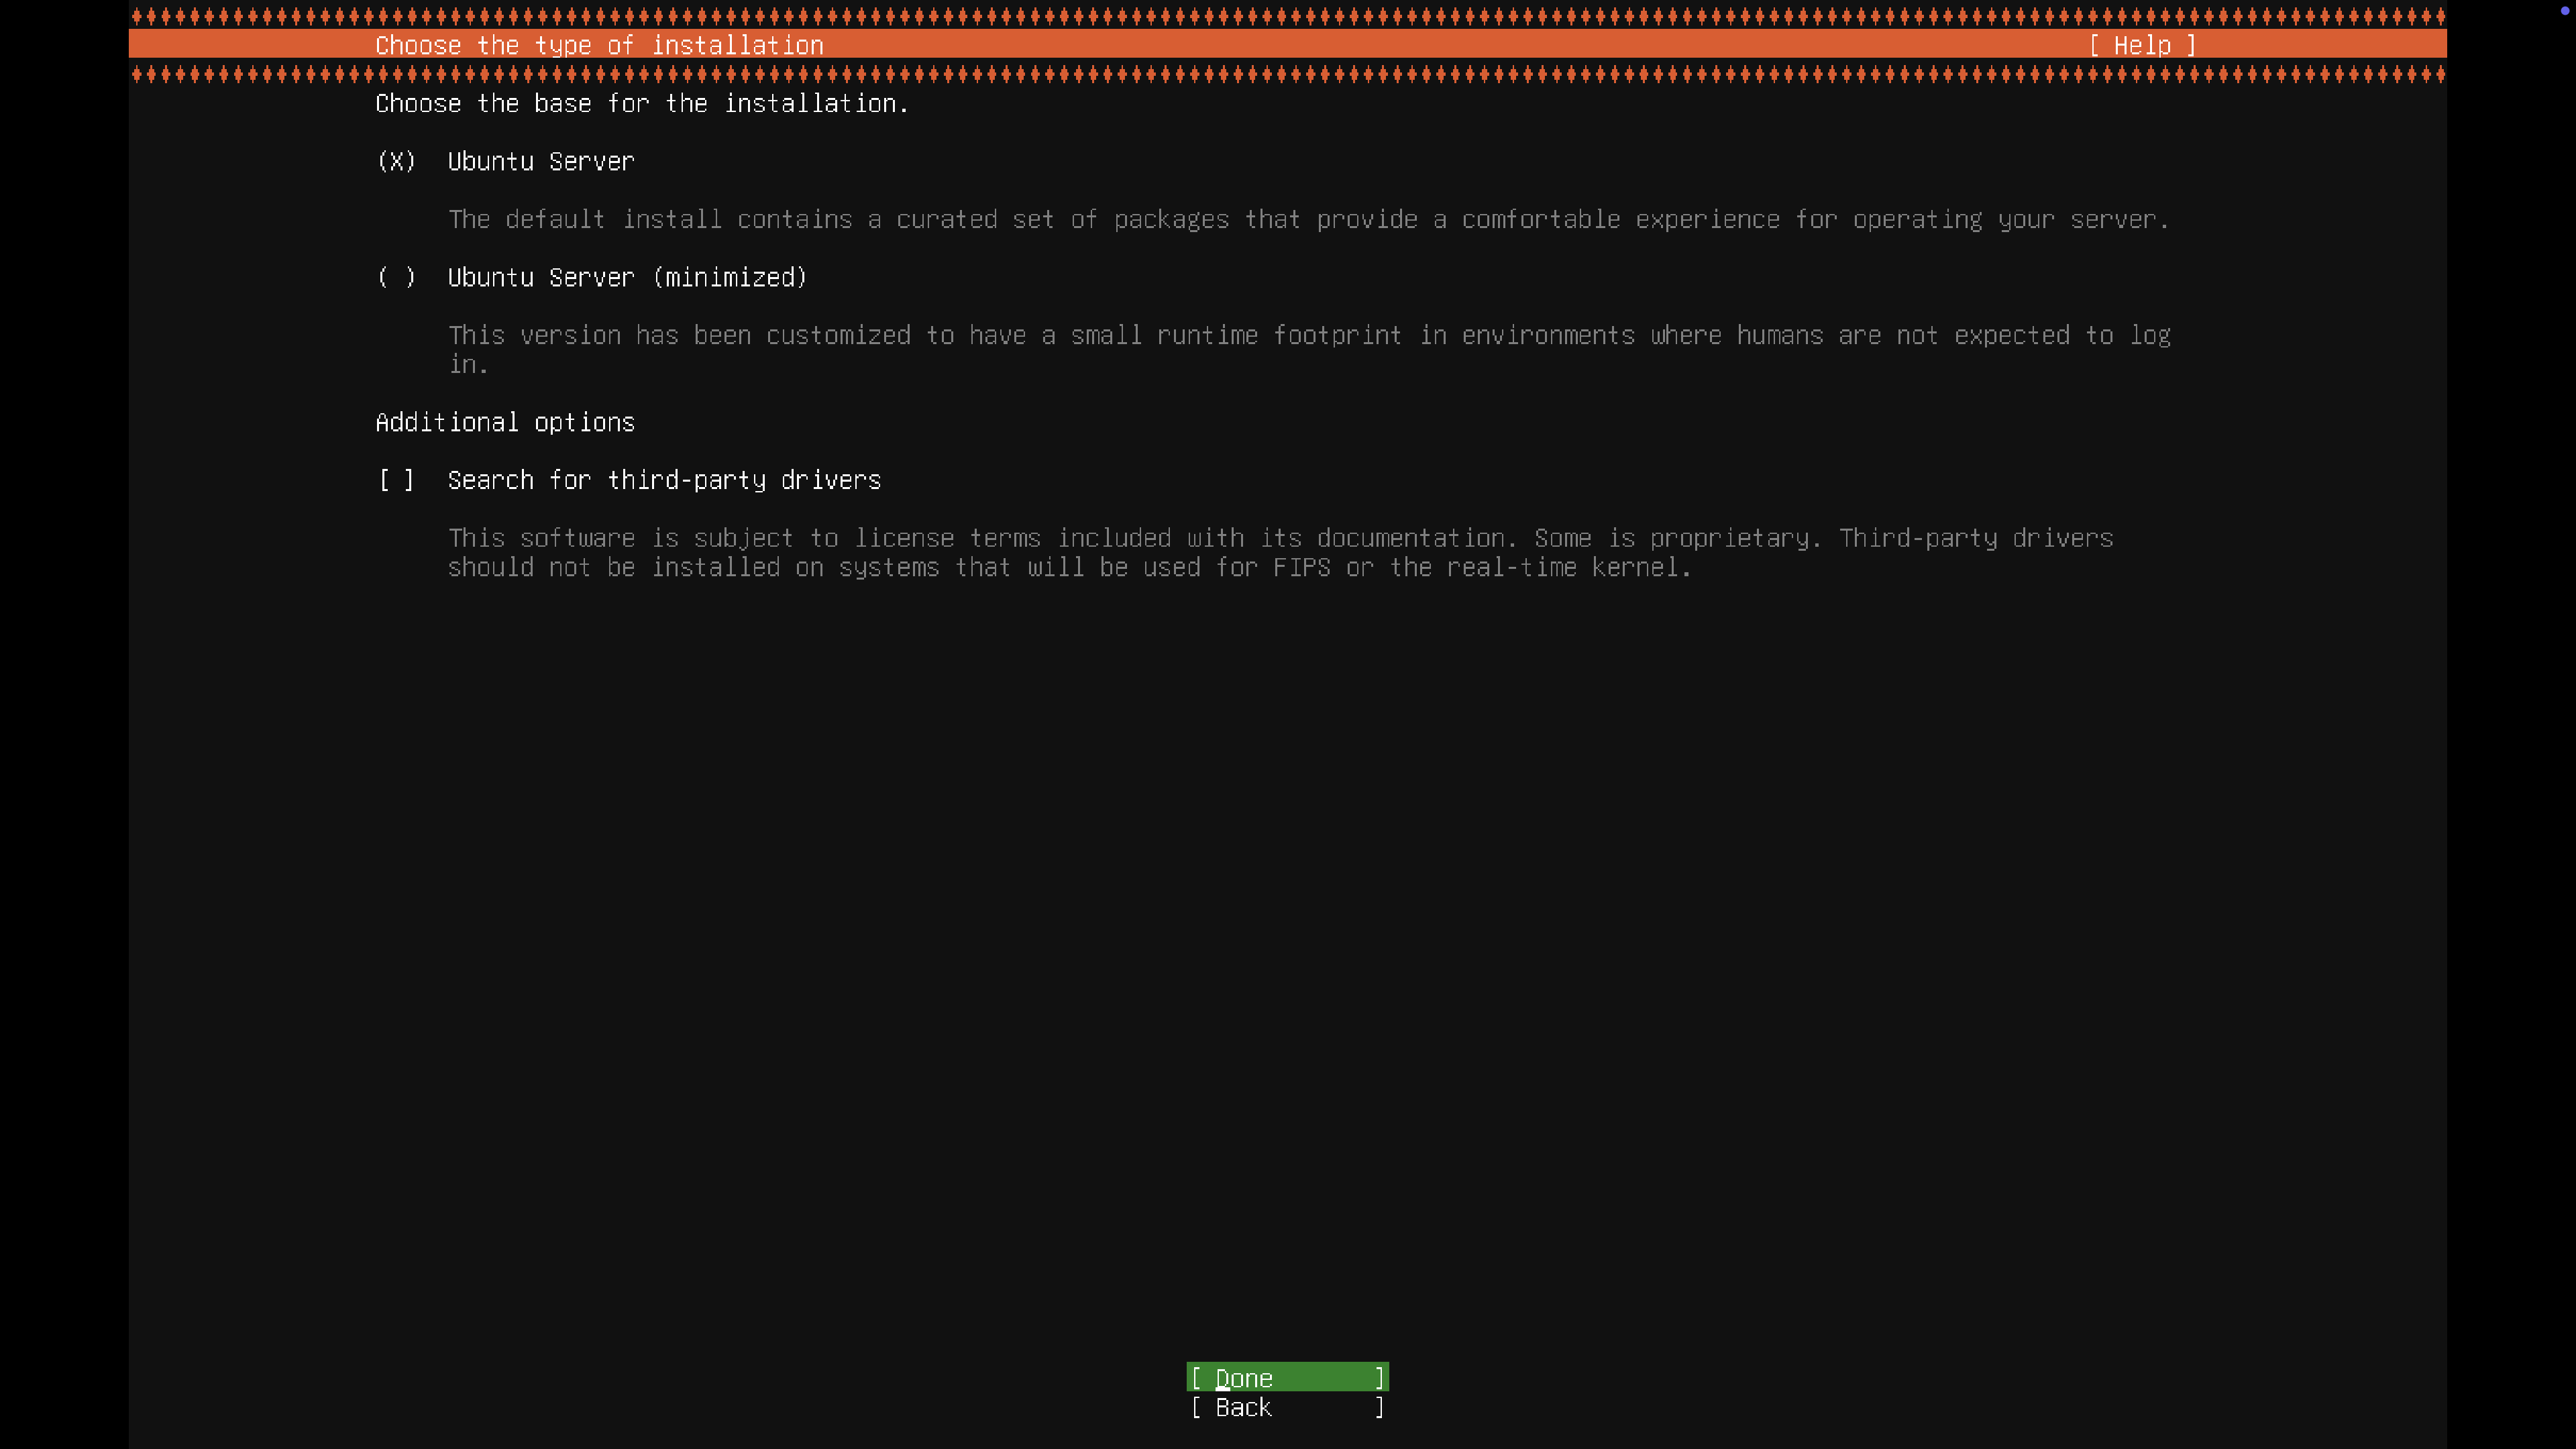 Choose the type of installation [ Help ]
Choose the base for the installation.
(X) Ubuntu Server
The default install contains a curated set of packages that provide a comfortable experience for operating your server.
( ) Ubuntu Server (minimized)
This version has been customized to have a small runtime footprint in environments where humans are not expected to log
in.
Additional options
[ ] Search for third-party drivers
This software is subject to license terms included with its documentation. Some is proprietary. Third-party drivers
should not be installed on systems that will be used for FIPS or the real-time kernel.
[ Done ]
[ Back ]